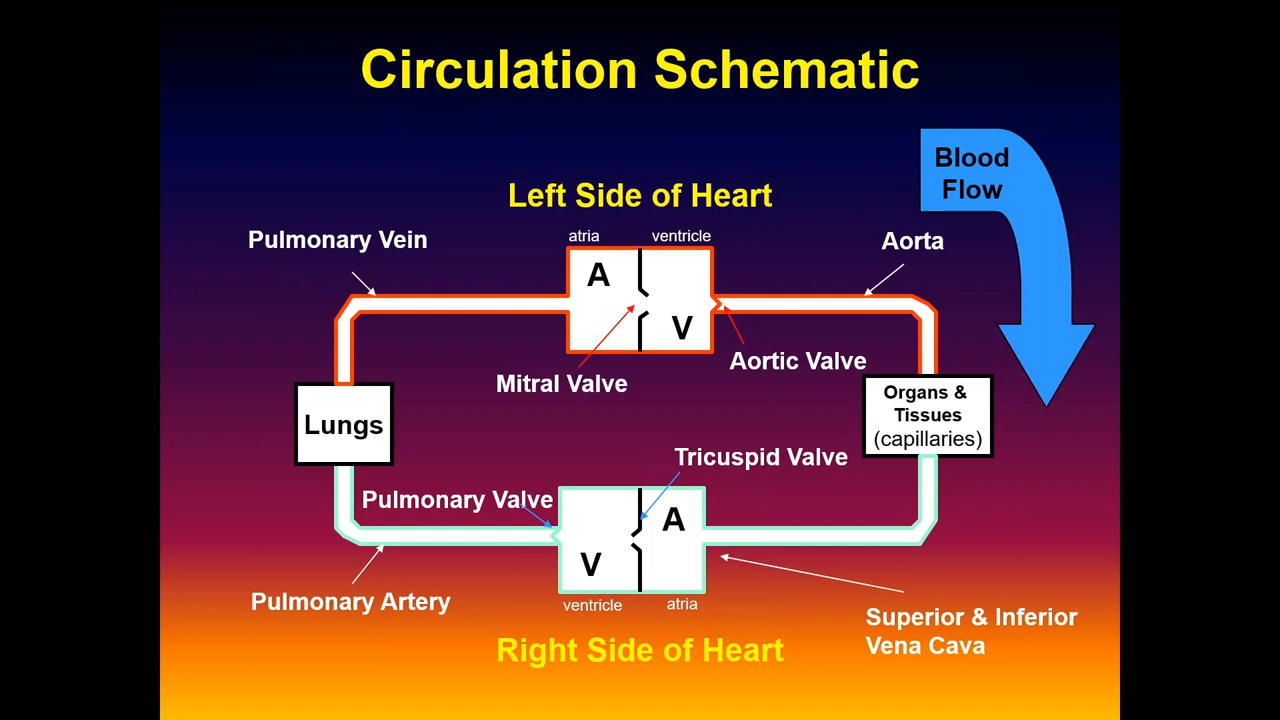 Circulation Schematic
Blood
Flow
Left Side of Heart
atria
ventricle
Pulmonary Vein
Aorta
A
V
Aortic Valve
Mitral Valve
Lungs
Organs &
Tissues
(capillaries)
Tricuspid Valve
Pulmonary Valve
A
V
Pulmonary Artery
ventricle
atria
Superior & Inferior
Vena Cava
Right Side of Heart